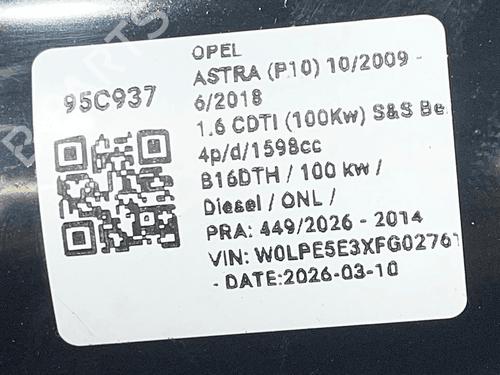 95C937
OPEL
ASTRA (P10) 10/2009 -
6/2018
1.6 CDTI (100Kw) S&S Be
4p/d/1598cc
B16DTH / 100 kw /
Diesel / ONL /
PRA: 449/2026 - 2014
VIN: W0LPE5E3XFG02761
- DATE:2026-03-10